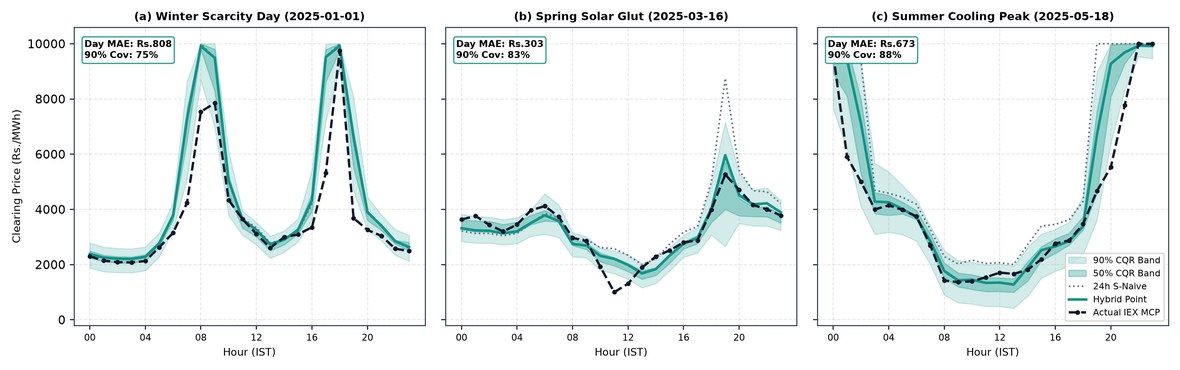 (a) Winter Scarcity Day (2025-01-01)
Day MAE: Rs.808
90% Cov: 75%
Clearing Price (Rs./MWh)
10000
8000
6000
4000
2000
0
00 04 08 12 16 20
Hour (IST)
(b) Spring Solar Glut (2025-03-16)
Day MAE: Rs.303
90% Cov: 83%
00 04 08 12 16 20
Hour (IST)
(c) Summer Cooling Peak (2025-05-18)
Day MAE: Rs.673
90% Cov: 88%
90% CQR Band
50% CQR Band
24h S-Naive
Hybrid Point
Actual IEX MCP
00 04 08 12 16 20
Hour (IST)